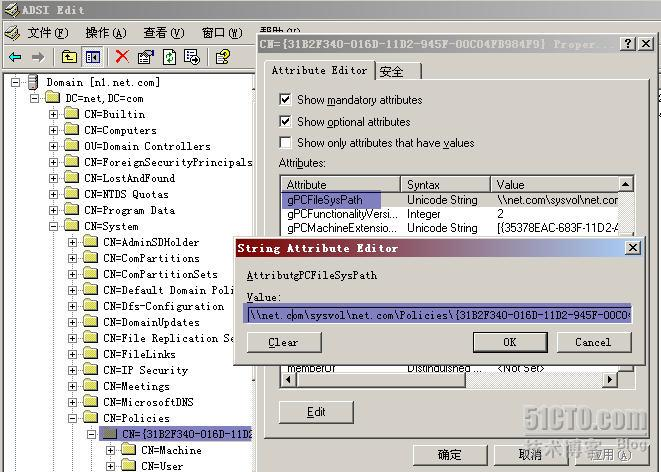 ADSI Edit
文件(F) 操作(A) 查看(V) 窗口(W)
Domain [n1.net.com]
DC=net,DC=com
CN=Builtin
CN=Computers
OU=Domain Controllers
CN=ForeignSecurityPrincipals
CN=LostAndFound
CN=NTDS Quotas
CN=Program Data
CN=System
CN=AdminSDHolder
CN=ComPartitions
CN=ComPartitionSets
CN=Default Domain Poli
CN=Dfs-Configuration
CN=DomainUpdates
CN=File Replication Se
CN=FileLinks
CN=IP Security
CN=Meetings
CN=MicrosoftDNS
CN=Policies
CN={31B2F340-016D-11D2
CN=Machine
CN=User
CN={31B2F340-016D-11D2-945F-00C04FB984F9} Proper...
Attribute Editor 安全
Show mandatory attributes
Show optional attributes
Show only attributes that have values
Attributes:
Attribute Syntax Value
gPCFileSysPath Unicode String \\net.com\sysvol\net.com
gPCFunctionalityVersi... Integer 2
gPCMachineExtension... Unicode String [{35378EAC-683F-11D2-A
String Attribute Editor
AttributgPCFileSysPath
Value:
\\net.com\sysvol\net.com\Policies\{31B2F340-016D-11D2-945F-00C04
Clear OK Cancel
memberOf Distinguished ... <Not Set>
Edit
确定 取消 应用(A)
51CTO.com
技术博客 Blog